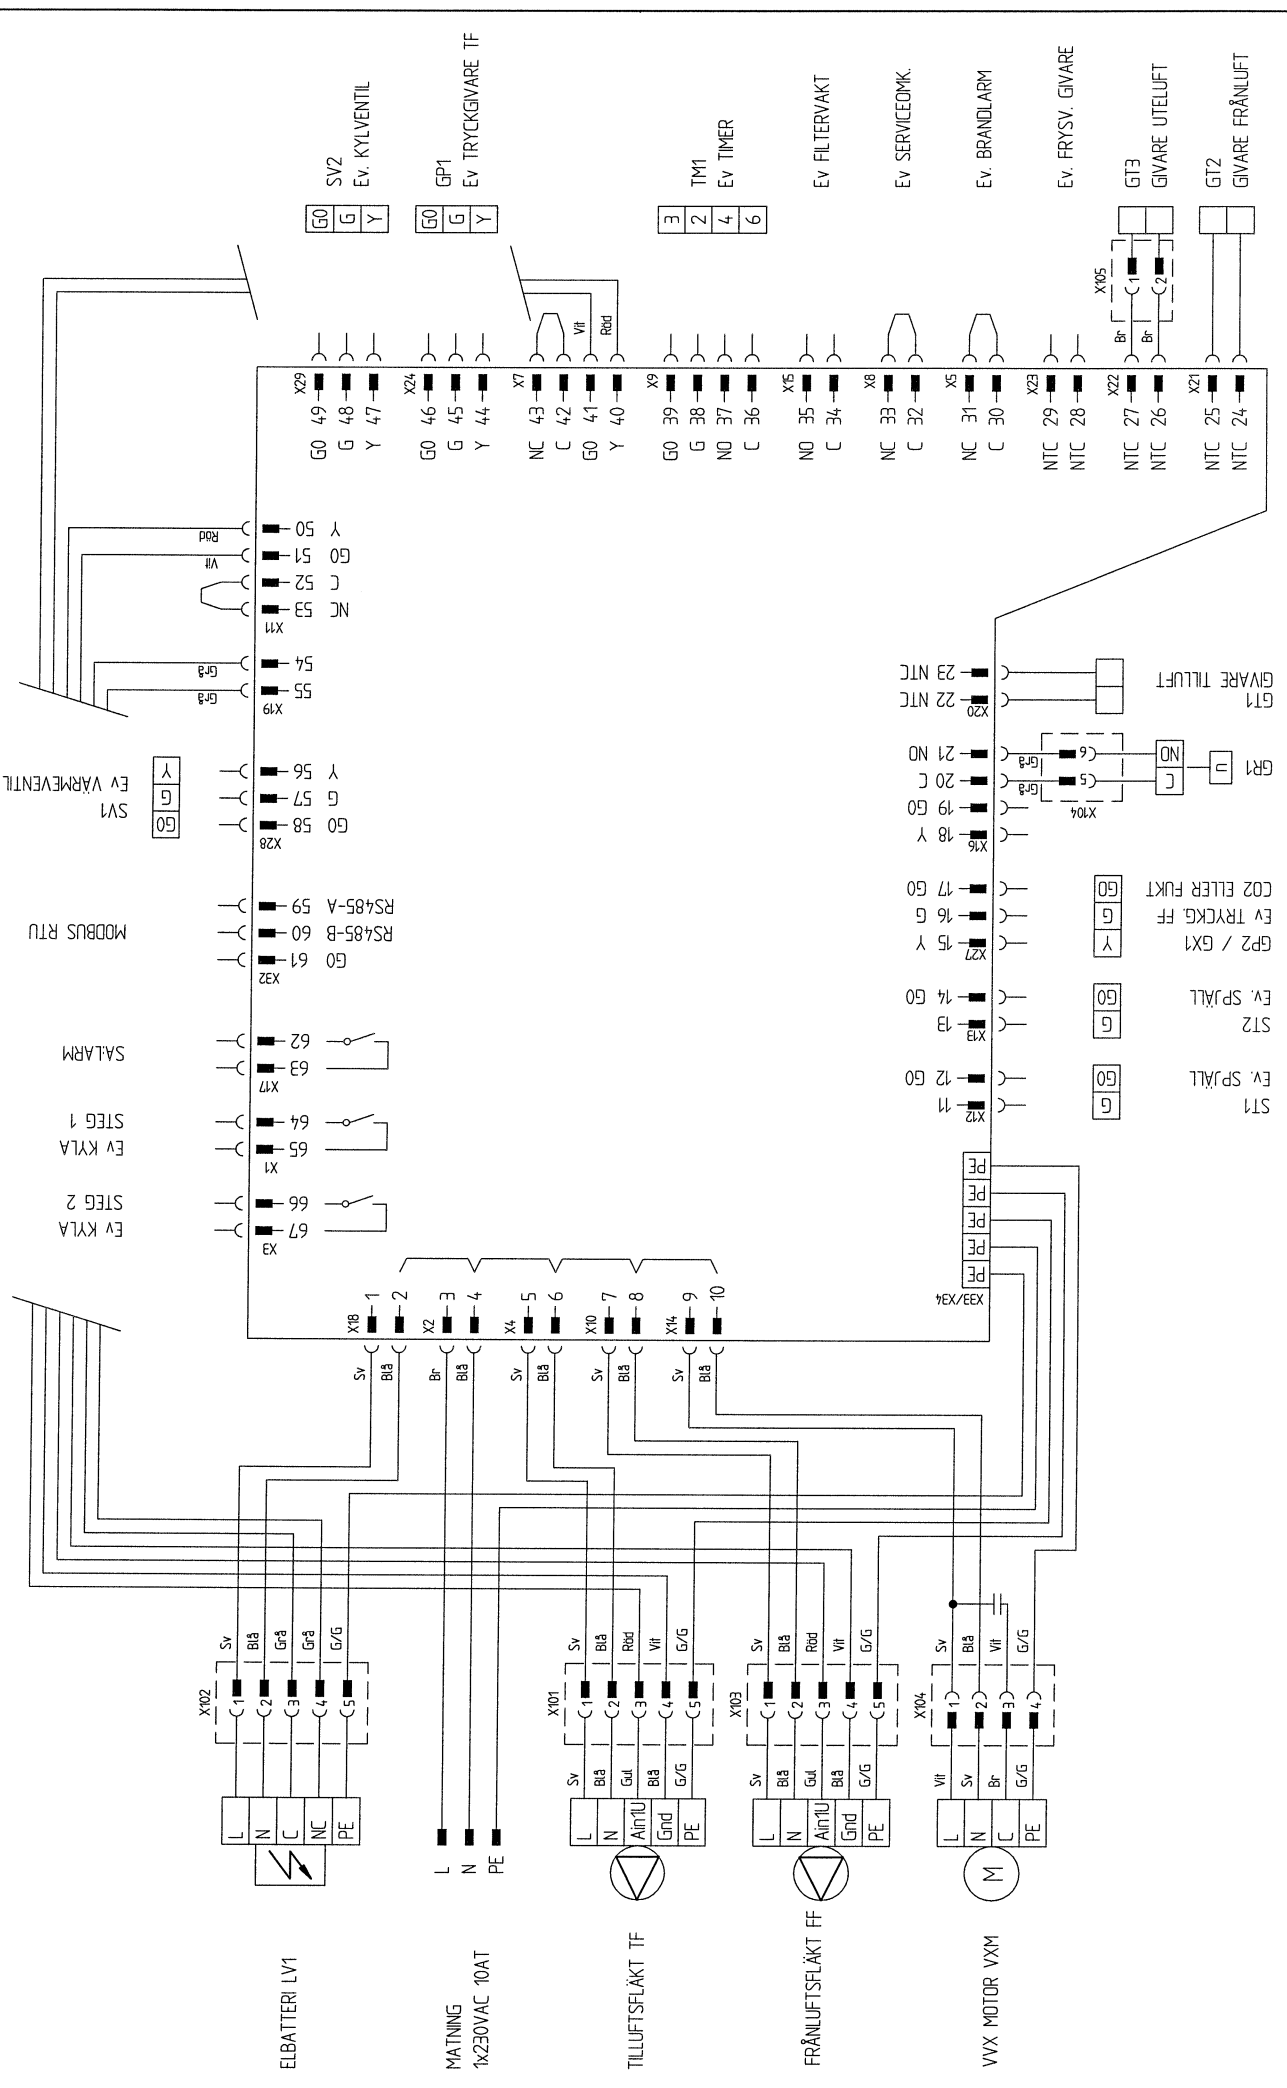 SV2
Ev. KYLVENTIL
G0
G
Y
GP1
Ev TRYCKGIVARE TF
G0
G
Y
TM1
Ev TIMER
3
2
4
6
Ev FILTERVAKT
Ev SERVICEOMK.
Ev. BRANDLARM
Ev. FRYSV. GIVARE
GT3
GIVARE UTELUFT
X105
1
2
Br
Br
GT2
GIVARE FRÅNLUFT
Vit
Röd
X29
G0 49
G 48
Y 47
X24
G0 46
G 45
Y 44
X7
NC 43
C 42
G0 41
Y 40
X9
G0 39
G 38
NO 37
C 36
X15
NO 35
C 34
X8
NC 33
C 32
X5
NC 31
C 30
X23
NTC 29
NTC 28
X22
NTC 27
NTC 26
X21
NTC 25
NTC 24
Röd
Vit
50 Y
51 G0
52 C
53 NC
X11
Grå
Grå
54
55
X19
SV1
Ev VÄRMEVENTIL
G0
G
Y
56 Y
57 G
58 G0
X28
MODBUS RTU
59 RS485-A
60 RS485-B
61 G0
X32
SA:LARM
62
63
X17
Ev KYLA
STEG 1
64
65
X1
Ev KYLA
STEG 2
66
67
X3
23 NTC
22 NTC
X20
GT1
GIVARE TILLUFT
21 NO
20 C
19 G0
18 Y
X16
Grå
Grå
6
5
X104
NO
C
U
GR1
17 G0
16 G
15 Y
X27
G0
G
Y
GP2 / GX1
Ev TRYCKG. FF
CO2 ELLER FUKT
14 G0
13
X13
G0
G
ST2
Ev. SPJÄLL
12 G0
11
X12
G0
G
ST1
Ev. SPJÄLL
PE
PE
PE
PE
PE
X33/X34
X18
1
2
X2
3
4
X4
5
6
X10
7
8
X14
9
10
Sv
Blå
Br
Blå
Sv
Blå
Sv
Blå
Sv
Blå
X102
Sv
Blå
Grå
Grå
G/G
1
2
3
4
5
L
N
C
NC
PE
ELBATTERI LV1
L
N
PE
MATNING
1x230VAC 10AT
X101
Sv
Blå
Röd
Vit
G/G
1
2
3
4
5
Sv
Blå
Gul
Blå
G/G
L
N
Ain1U
Gnd
PE
TILLUFTSFLÄKT TF
X103
Sv
Blå
Röd
Vit
G/G
1
2
3
4
5
Sv
Blå
Gul
Blå
G/G
L
N
Ain1U
Gnd
PE
FRÅNLUFTSFLÄKT FF
X104
Sv
Blå
Vit
G/G
1
2
3
4
Vit
Sv
Br
G/G
L
N
C
PE
M
VVX MOTOR VXM